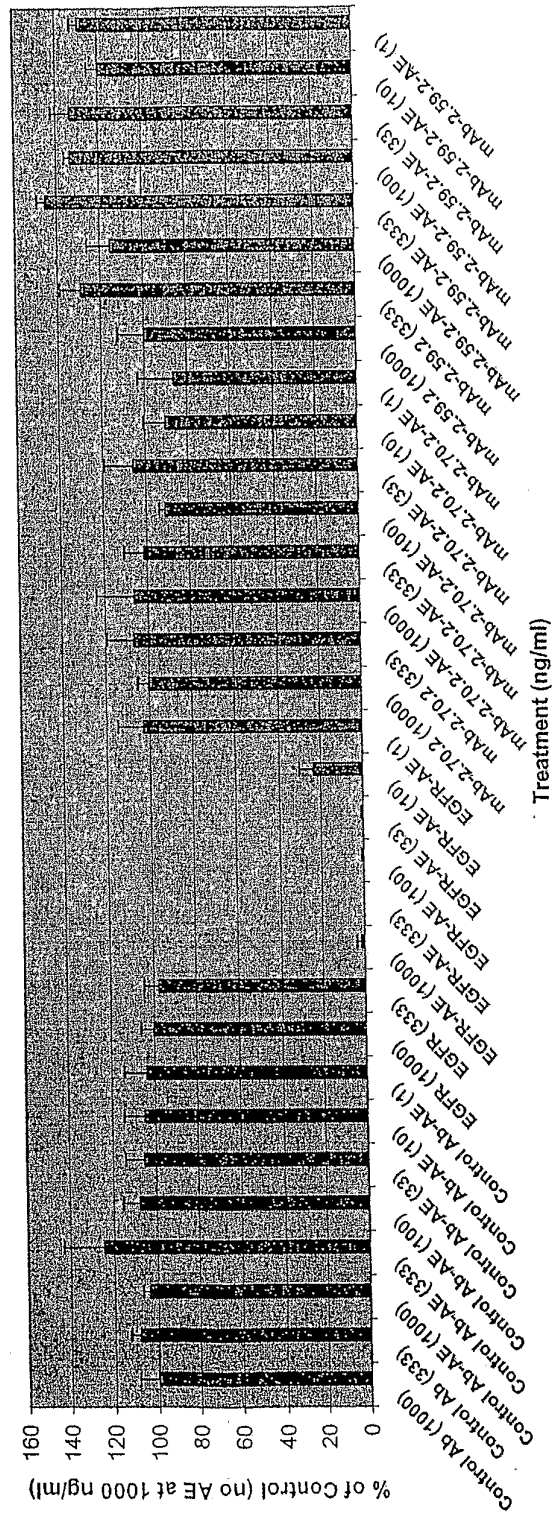 % of Control (no AE at 1000 ng/ml)
160
140
120
100
80
60
40
20
0
Control Ab (1000)
Control Ab (333)
Control Ab-AE (1000)
Control Ab-AE (333)
Control Ab-AE (100)
Control Ab-AE (33)
Control Ab-AE (10)
Control Ab-AE (1)
EGFR (1000)
EGFR (333)
EGFR-AE (1000)
EGFR-AE (333)
EGFR-AE (100)
EGFR-AE (33)
EGFR-AE (10)
EGFR-AE (1)
mAb-2.70.2 (1000)
mAb-2.70.2 (333)
mAb-2.70.2-AE (1000)
mAb-2.70.2-AE (333)
mAb-2.70.2-AE (100)
mAb-2.70.2-AE (33)
mAb-2.70.2-AE (10)
mAb-2.70.2-AE (1)
mAb-2.59.2 (1000)
mAb-2.59.2 (333)
mAb-2.59.2-AE (1000)
mAb-2.59.2-AE (333)
mAb-2.59.2-AE (100)
mAb-2.59.2-AE (33)
mAb-2.59.2-AE (10)
mAb-2.59.2-AE (1)
Treatment (ng/ml)